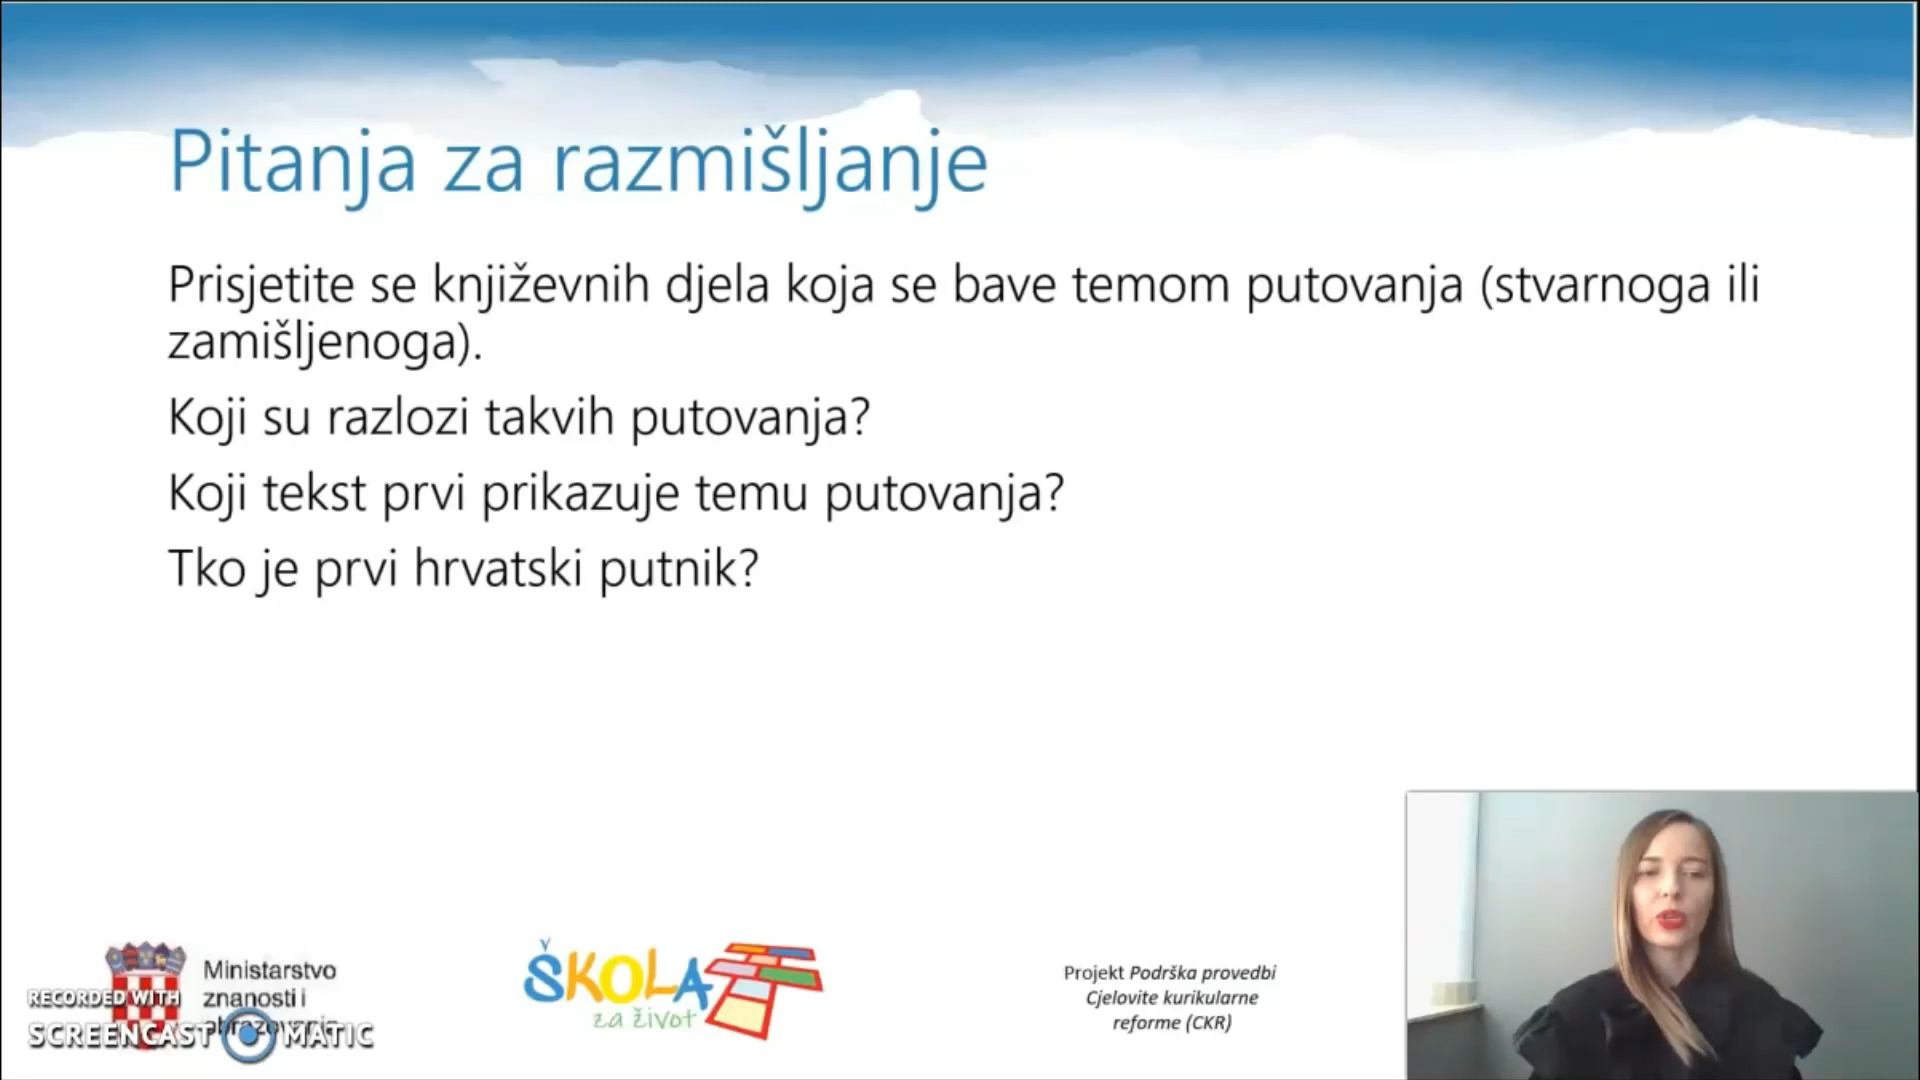 Pitanja za razmišljanje
Prisjetite se književnih djela koja se bave temom putovanja (stvarnoga ili
zamišljenoga).
Koji su razlozi takvih putovanja?
Koji tekst prvi prikazuje temu putovanja?
Tko je prvi hrvatski putnik?
Ministarstvo
znanosti i
obrazovanja
RECORDED WITH
SCREENCAST MATIC
ŠKOLA
za život
Projekt Podrška provedbi
Cjelovite kurikularne
reforme (CKR)